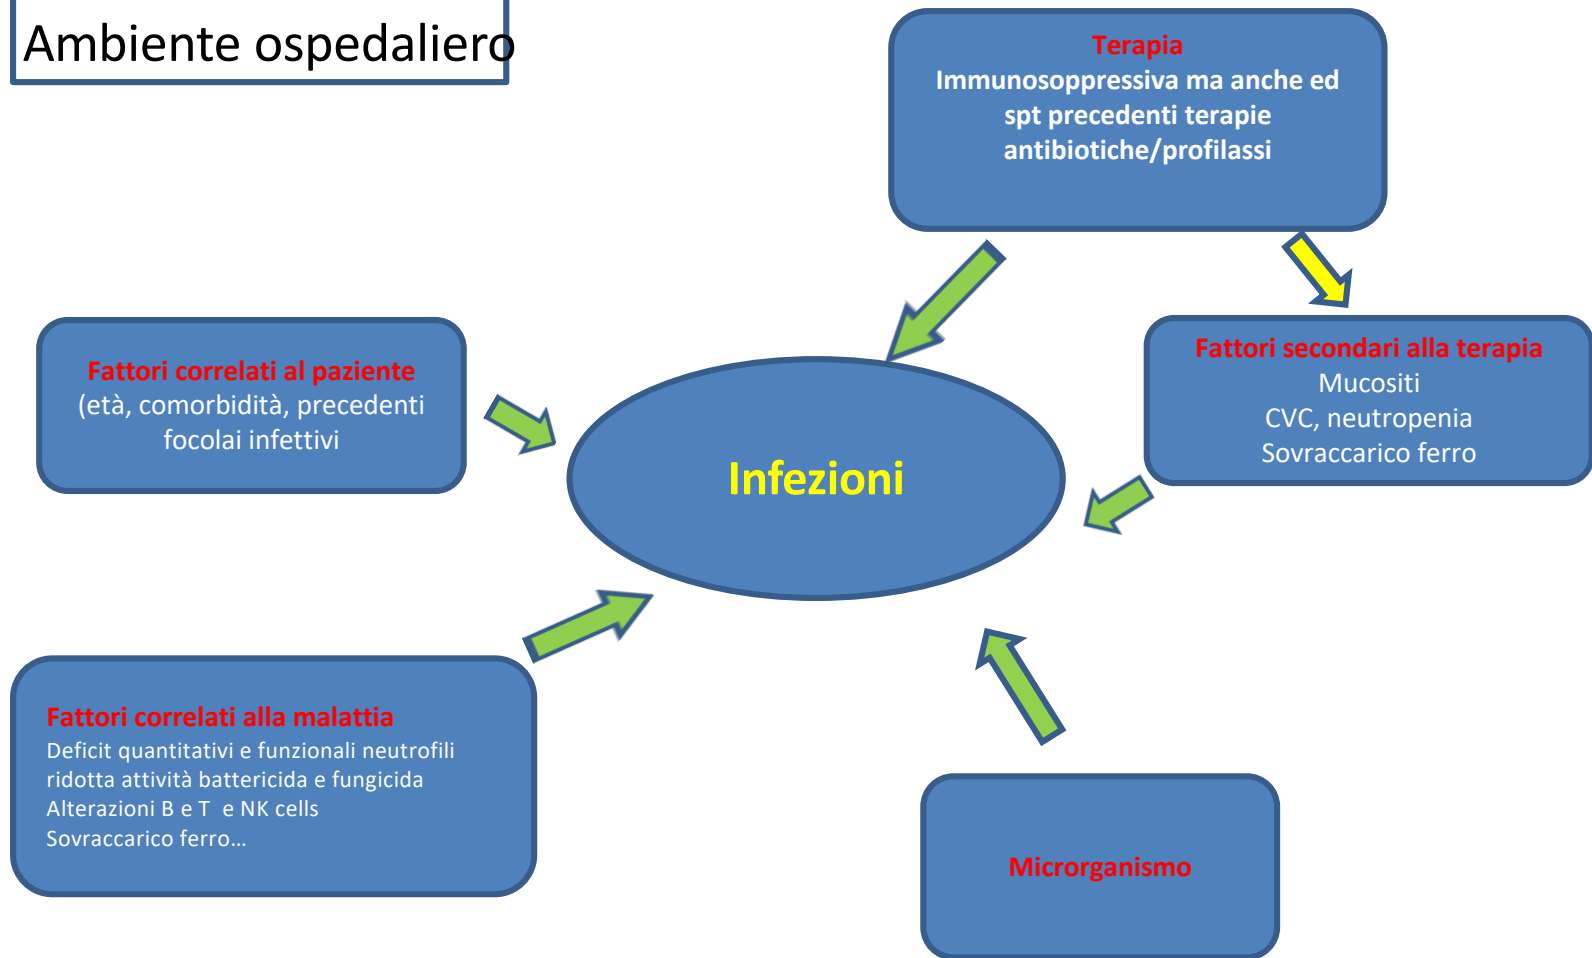 Ambiente ospedaliero
Terapia
Immunosoppressiva ma anche ed
spt precedenti terapie
antibiotiche/profilassi
Fattori correlati al paziente
(età, comorbidità, precedenti
focolai infettivi
Fattori secondari alla terapia
Mucositi
CVC, neutropenia
Sovraccarico ferro
Infezioni
Fattori correlati alla malattia
Deficit quantitativi e funzionali neutrofili
ridotta attività battericida e fungicida
Alterazioni B e T  e NK cells
Sovraccarico ferro…
Microrganismo